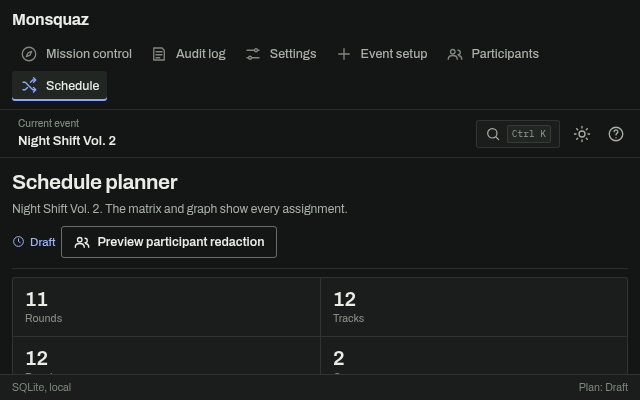 Monsquaz
Mission control
Audit log
Settings
Event setup
Participants
Schedule
Current event
Night Shift Vol. 2
Ctrl K
Schedule planner
Night Shift Vol. 2. The matrix and graph show every assignment.
Draft
Preview participant redaction
11
Rounds
12
Tracks
12
2
SQLite, local
Plan: Draft